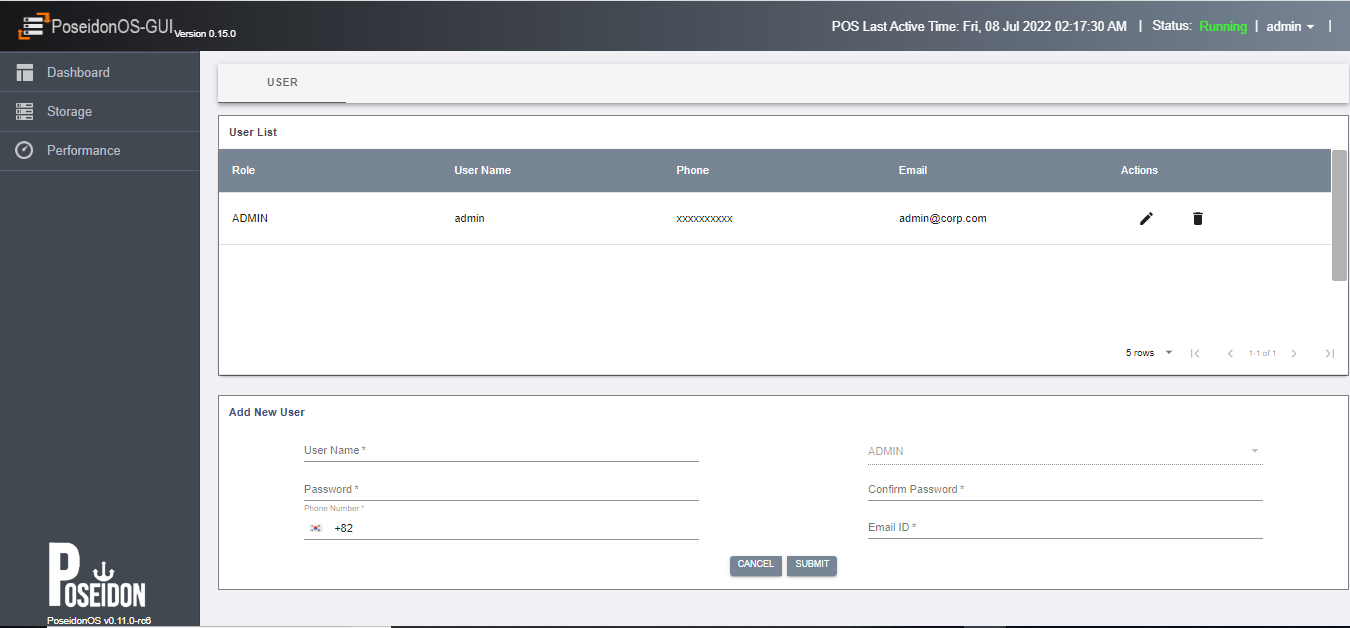 PoseidonOS-GUI Version 0.15.0
POS Last Active Time: Fri, 08 Jul 2022 02:17:30 AM | Status: Running | admin |
Dashboard
Storage
Performance
USER
User List
Role User Name Phone Email Actions
ADMIN admin xxxxxxxxxx admin@corp.com
5 rows 1-1 of 1
Add New User
User Name *
ADMIN
Password *
Confirm Password *
Phone Number *
+82
Email ID *
CANCEL SUBMIT
POSEIDON
PoseidonOS v0.11.0-rc6